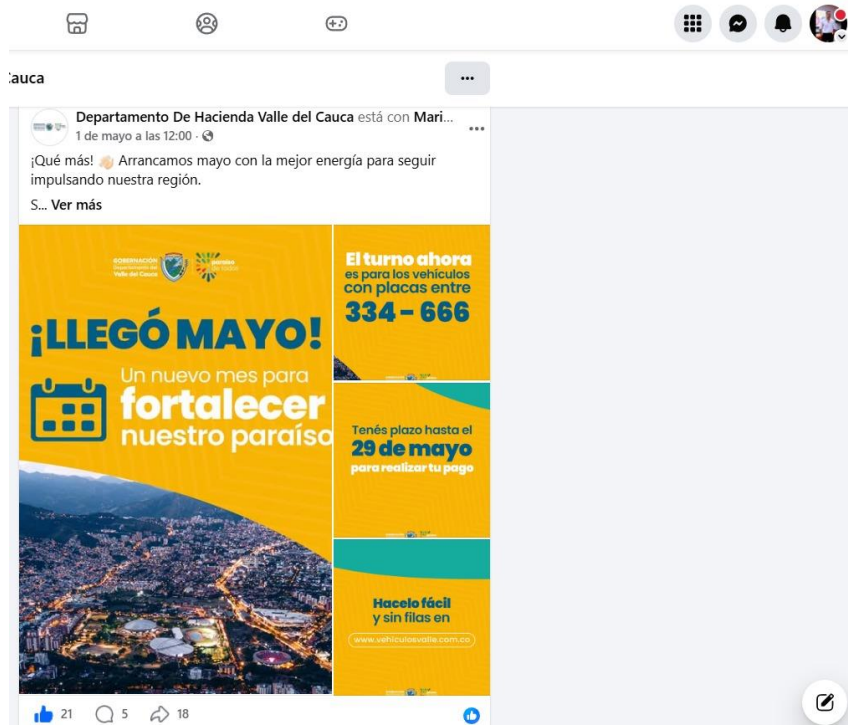 Cauca
Departamento De Hacienda Valle del Cauca está con Mari...
1 de mayo a las 12:00
¡Qué más! Arrancamos mayo con la mejor energía para seguir
impulsando nuestra región.
S... Ver más
GOBERNACIÓN
Departamento del
Valle del Cauca
paraíso
de todos
¡LLEGÓ MAYO!
Un nuevo mes para
fortalecer
nuestro paraíso
El turno ahora
es para los vehículos
con placas entre
334 - 666
Tenés plazo hasta el
29 de mayo
para realizar tu pago
Hacelo fácil
y sin filas en
www.vehiculosvalle.com.co
21 5 18